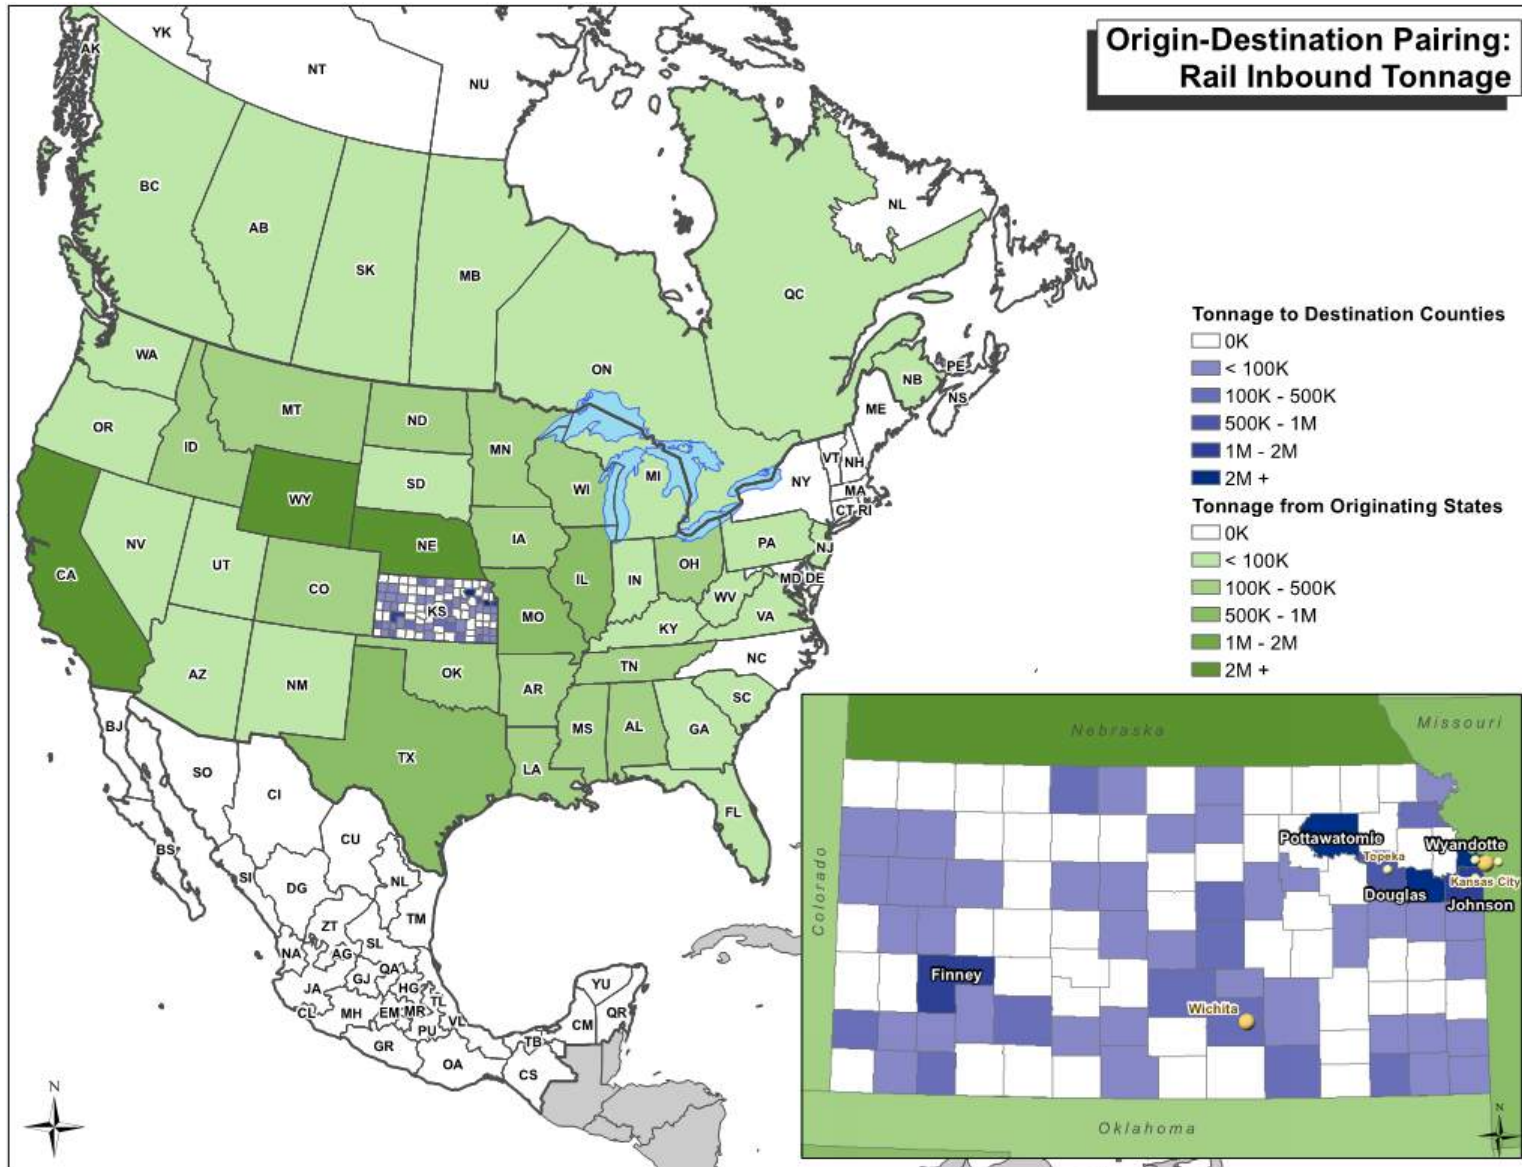 Origin-Destination Pairing:
Rail Inbound Tonnage
AK
YK
NT
NU
BC
AB
SK
MB
ON
QC
NL
NB
PE
NS
WA
OR
ID
MT
ND
SD
MN
WI
MI
NY
VT
NH
ME
MA
CT
RI
CA
NV
UT
WY
CO
NE
KS
IA
MO
IL
IN
OH
PA
NJ
MD
DE
WV
VA
KY
TN
NC
SC
AZ
NM
OK
AR
TX
LA
MS
AL
GA
FL
BJ
BS
SO
CI
CU
SI
DG
NL
TM
ZT
SL
NA
AG
GJ
QA
HG
JA
CL
MH
EM
MR
TL
PU
VL
GR
OA
TB
CS
CM
YU
QR
N
Tonnage to Destination Counties
0K
< 100K
100K - 500K
500K - 1M
1M - 2M
2M +
Tonnage from Originating States
0K
< 100K
100K - 500K
500K - 1M
1M - 2M
2M +
Nebraska
Missouri
Colorado
Oklahoma
Pottawatomie
Topeka
Wyandotte
Kansas City
Douglas
Johnson
Finney
Wichita
N